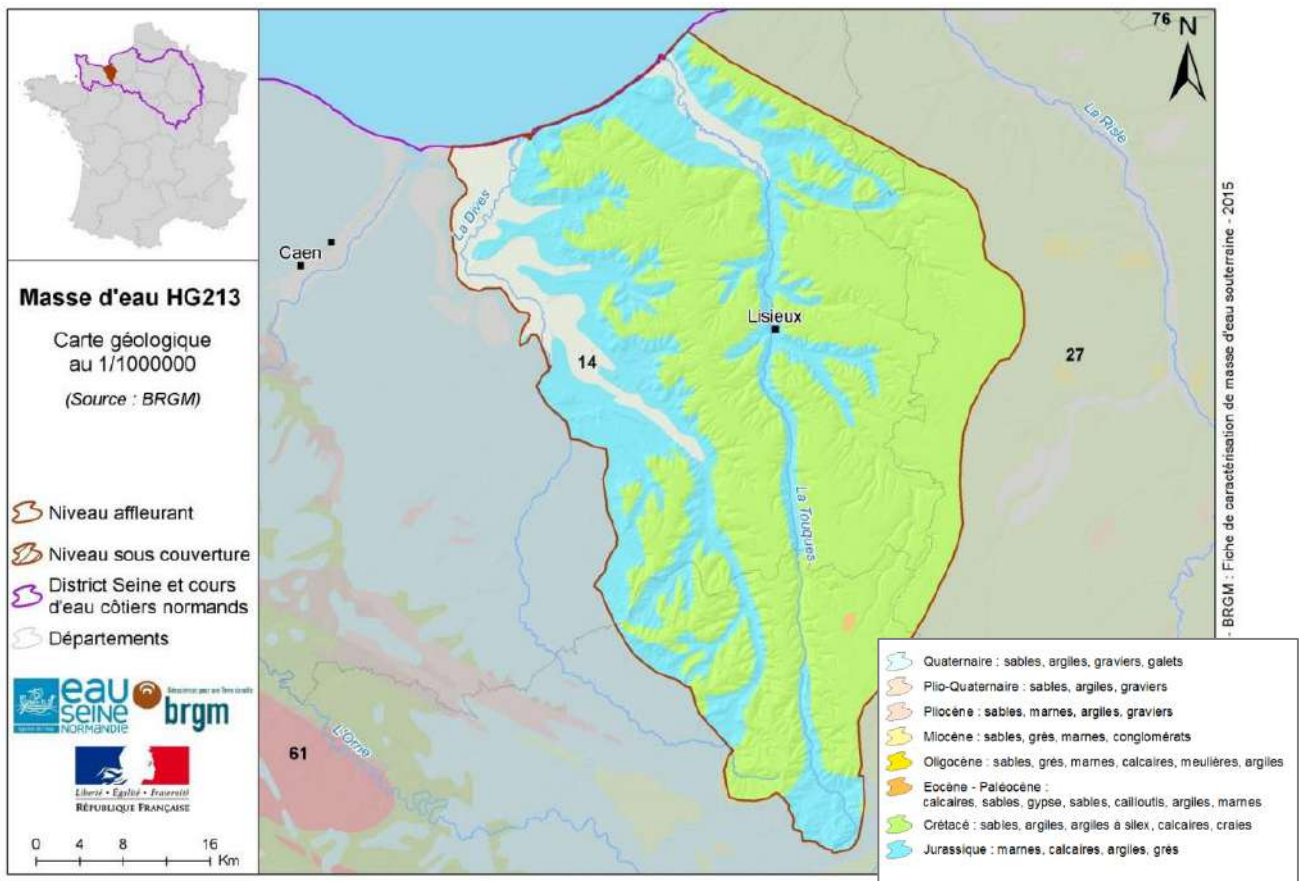 Masse d'eau HG213
Carte géologique
au 1/1000000
(Source : BRGM)
Niveau affleurant
Niveau sous couverture
District Seine et cours
d'eau côtiers normands
Départements
eau
SEINE
NORMANDIE
brgm
Liberté • Égalité • Fraternité
RÉPUBLIQUE FRANÇAISE
0 4 8 16
Km
76
N
La Risle
La Dives
Caen
Lisieux
14
27
La Touques
L'Orne
61
- BRGM : Fiche de caractérisation de masse d'eau souterraine - 2015
Quaternaire : sables, argiles, graviers, galets
Plio-Quaternaire : sables, argiles, graviers
Pliocène : sables, marnes, argiles, graviers
Miocène : sables, grès, marnes, conglomérats
Oligocène : sables, grès, marnes, calcaires, meulières, argiles
Eocène - Paléocène :
calcaires, sables, gypse, sables, cailloutis, argiles, marnes
Crétacé : sables, argiles, argiles à silex, calcaires, craies
Jurassique : marnes, calcaires, argiles, grès